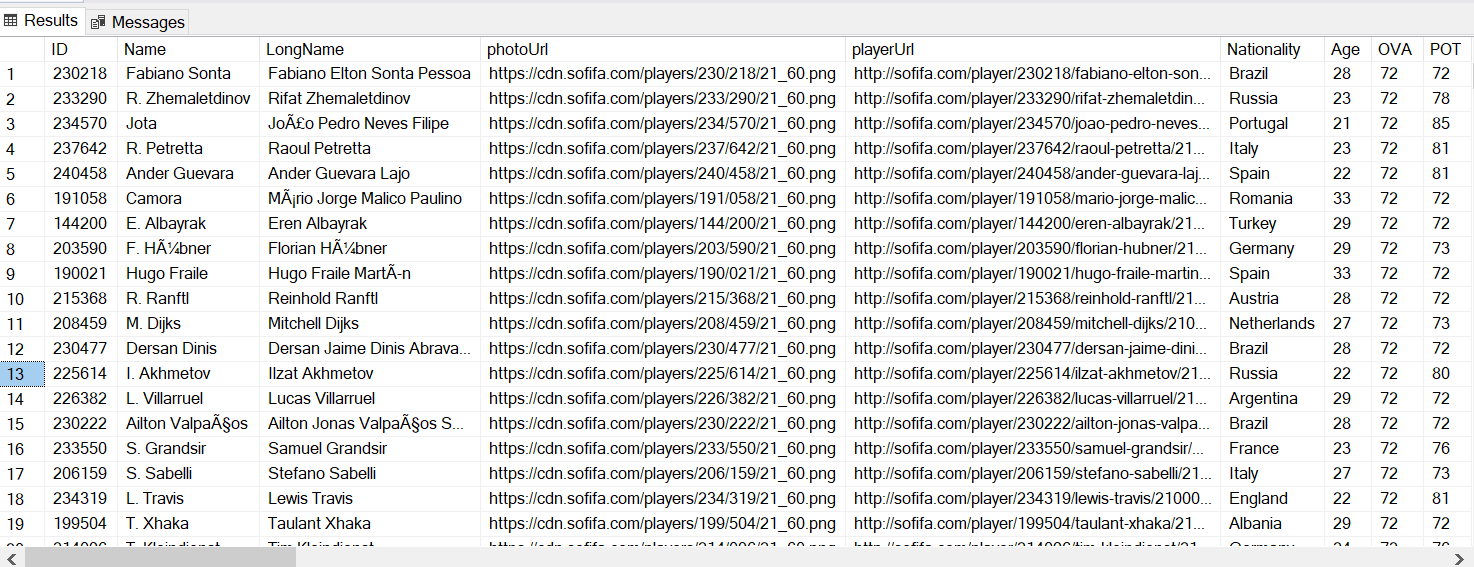 Results Messages
ID Name LongName photoUrl playerUrl Nationality Age OVA POT
1 230218 Fabiano Sonta Fabiano Elton Sonta Pessoa https://cdn.sofifa.com/players/230/218/21_60.png http://sofifa.com/player/230218/fabiano-elton-son... Brazil 28 72 72
2 233290 R. Zhemaletdinov Rifat Zhemaletdinov https://cdn.sofifa.com/players/233/290/21_60.png http://sofifa.com/player/233290/rifat-zhemaletdin... Russia 23 72 78
3 234570 Jota JoÃ£o Pedro Neves Filipe https://cdn.sofifa.com/players/234/570/21_60.png http://sofifa.com/player/234570/joao-pedro-neves... Portugal 21 72 85
4 237642 R. Petretta Raoul Petretta https://cdn.sofifa.com/players/237/642/21_60.png http://sofifa.com/player/237642/raoul-petretta/21... Italy 23 72 81
5 240458 Ander Guevara Ander Guevara Lajo https://cdn.sofifa.com/players/240/458/21_60.png http://sofifa.com/player/240458/ander-guevara-laj... Spain 22 72 81
6 191058 Camora MÃ¡rio Jorge Malico Paulino https://cdn.sofifa.com/players/191/058/21_60.png http://sofifa.com/player/191058/mario-jorge-malic... Romania 33 72 72
7 144200 E. Albayrak Eren Albayrak https://cdn.sofifa.com/players/144/200/21_60.png http://sofifa.com/player/144200/eren-albayrak/21... Turkey 29 72 72
8 203590 F. HÃ¼bner Florian HÃ¼bner https://cdn.sofifa.com/players/203/590/21_60.png http://sofifa.com/player/203590/florian-hubner/21... Germany 29 72 73
9 190021 Hugo Fraile Hugo Fraile MartÃ-n https://cdn.sofifa.com/players/190/021/21_60.png http://sofifa.com/player/190021/hugo-fraile-martin... Spain 33 72 72
10 215368 R. Ranftl Reinhold Ranftl https://cdn.sofifa.com/players/215/368/21_60.png http://sofifa.com/player/215368/reinhold-ranftl/21... Austria 28 72 72
11 208459 M. Dijks Mitchell Dijks https://cdn.sofifa.com/players/208/459/21_60.png http://sofifa.com/player/208459/mitchell-dijks/210... Netherlands 27 72 73
12 230477 Dersan Dinis Dersan Jaime Dinis Abrava... https://cdn.sofifa.com/players/230/477/21_60.png http://sofifa.com/player/230477/dersan-jaime-dini... Brazil 28 72 72
13 225614 I. Akhmetov Ilzat Akhmetov https://cdn.sofifa.com/players/225/614/21_60.png http://sofifa.com/player/225614/ilzat-akhmetov/21... Russia 22 72 80
14 226382 L. Villarruel Lucas Villarruel https://cdn.sofifa.com/players/226/382/21_60.png http://sofifa.com/player/226382/lucas-villarruel/21... Argentina 29 72 72
15 230222 Ailton ValpaÃ§os Ailton Jonas ValpaÃ§os S... https://cdn.sofifa.com/players/230/222/21_60.png http://sofifa.com/player/230222/ailton-jonas-valpa... Brazil 28 72 72
16 233550 S. Grandsir Samuel Grandsir https://cdn.sofifa.com/players/233/550/21_60.png http://sofifa.com/player/233550/samuel-grandsir/... France 23 72 76
17 206159 S. Sabelli Stefano Sabelli https://cdn.sofifa.com/players/206/159/21_60.png http://sofifa.com/player/206159/stefano-sabelli/21... Italy 27 72 73
18 234319 L. Travis Lewis Travis https://cdn.sofifa.com/players/234/319/21_60.png http://sofifa.com/player/234319/lewis-travis/21000... England 22 72 81
19 199504 T. Xhaka Taulant Xhaka https://cdn.sofifa.com/players/199/504/21_60.png http://sofifa.com/player/199504/taulant-xhaka/21... Albania 29 72 72